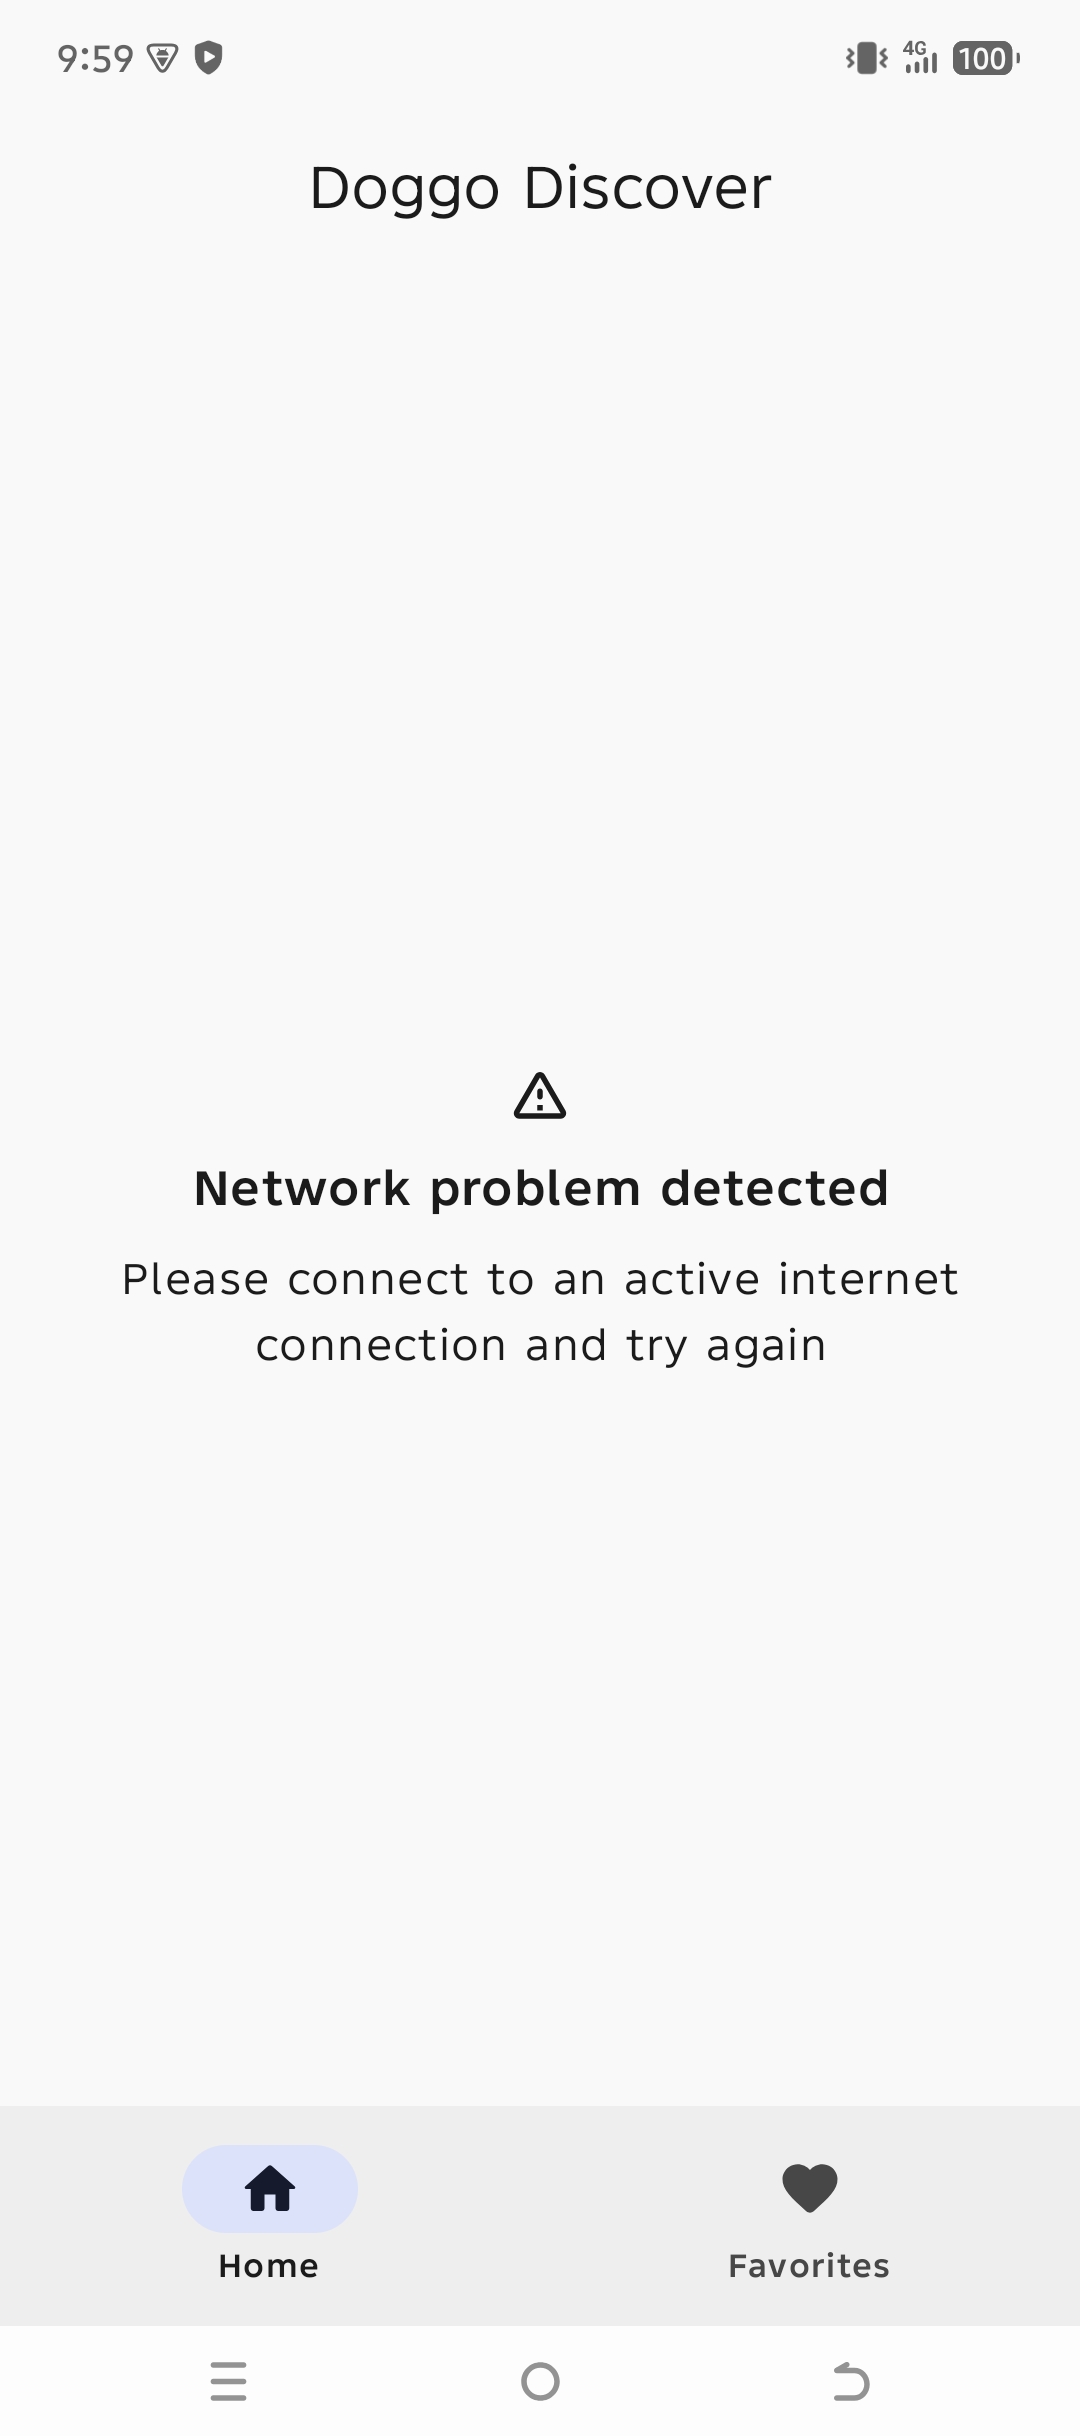 9:59
4G
100
Doggo Discover
Network problem detected
Please connect to an active internet
connection and try again
Home
Favorites